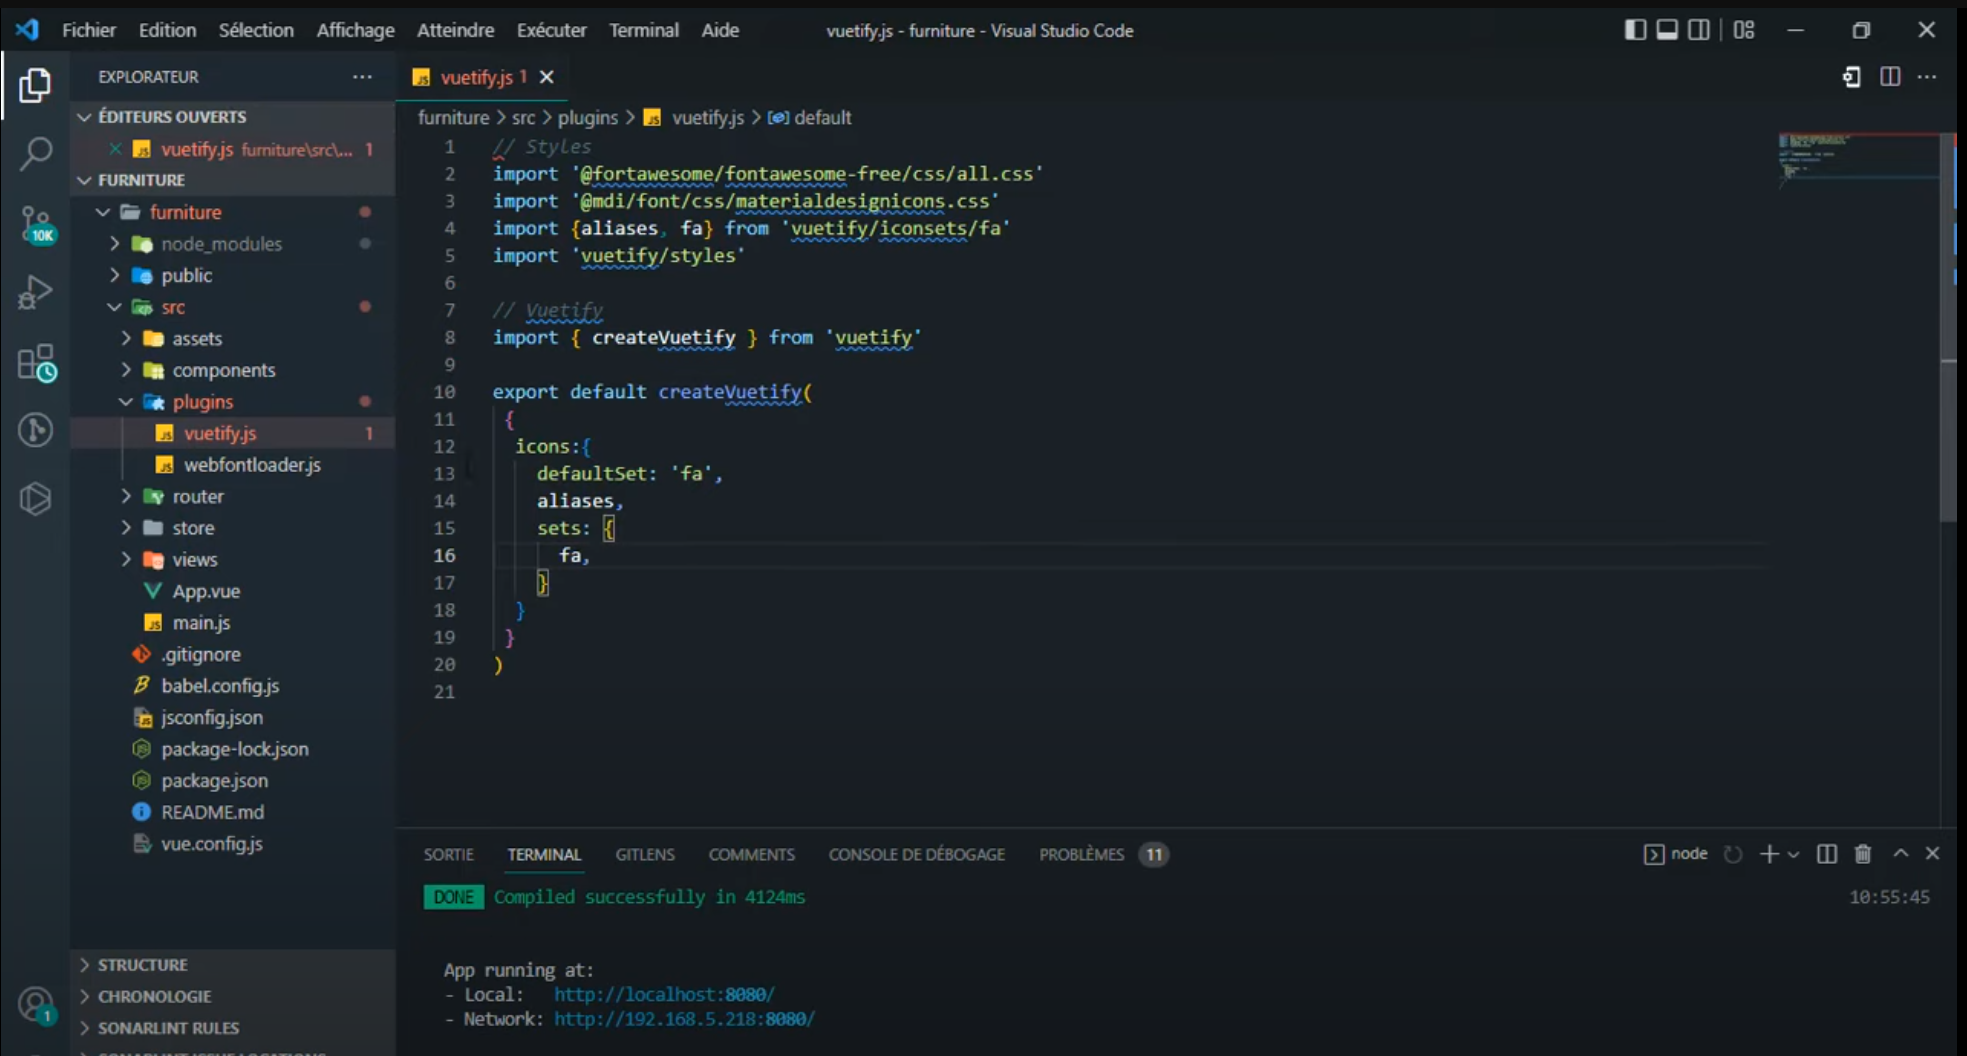 Fichier Edition Sélection Affichage Atteindre Exécuter Terminal Aide
vuetify.js - furniture - Visual Studio Code
EXPLORATEUR
ÉDITEURS OUVERTS
vuetify.js furniture\src\... 1
FURNITURE
furniture
node_modules
public
src
assets
components
plugins
vuetify.js 1
webfontloader.js
router
store
views
App.vue
main.js
.gitignore
babel.config.js
jsconfig.json
package-lock.json
package.json
README.md
vue.config.js
STRUCTURE
CHRONOLOGIE
SONARLINT RULES
SONARLINT ISSUE LOCATIONS
10K
1
vuetify.js 1
furniture > src > plugins > vuetify.js > default
1 // Styles
2 import '@fortawesome/fontawesome-free/css/all.css'
3 import '@mdi/font/css/materialdesignicons.css'
4 import {aliases, fa} from 'vuetify/iconsets/fa'
5 import 'vuetify/styles'
6
7 // Vuetify
8 import { createVuetify } from 'vuetify'
9
10 export default createVuetify(
11 {
12 icons:{
13 defaultSet: 'fa',
14 aliases,
15 sets: {
16 fa,
17 }
18 }
19 }
20 )
21
SORTIE TERMINAL GITLENS COMMENTS CONSOLE DE DÉBOGAGE PROBLÈMES 11
node
DONE Compiled successfully in 4124ms 10:55:45
App running at:
- Local: http://localhost:8080/
- Network: http://192.168.5.218:8080/